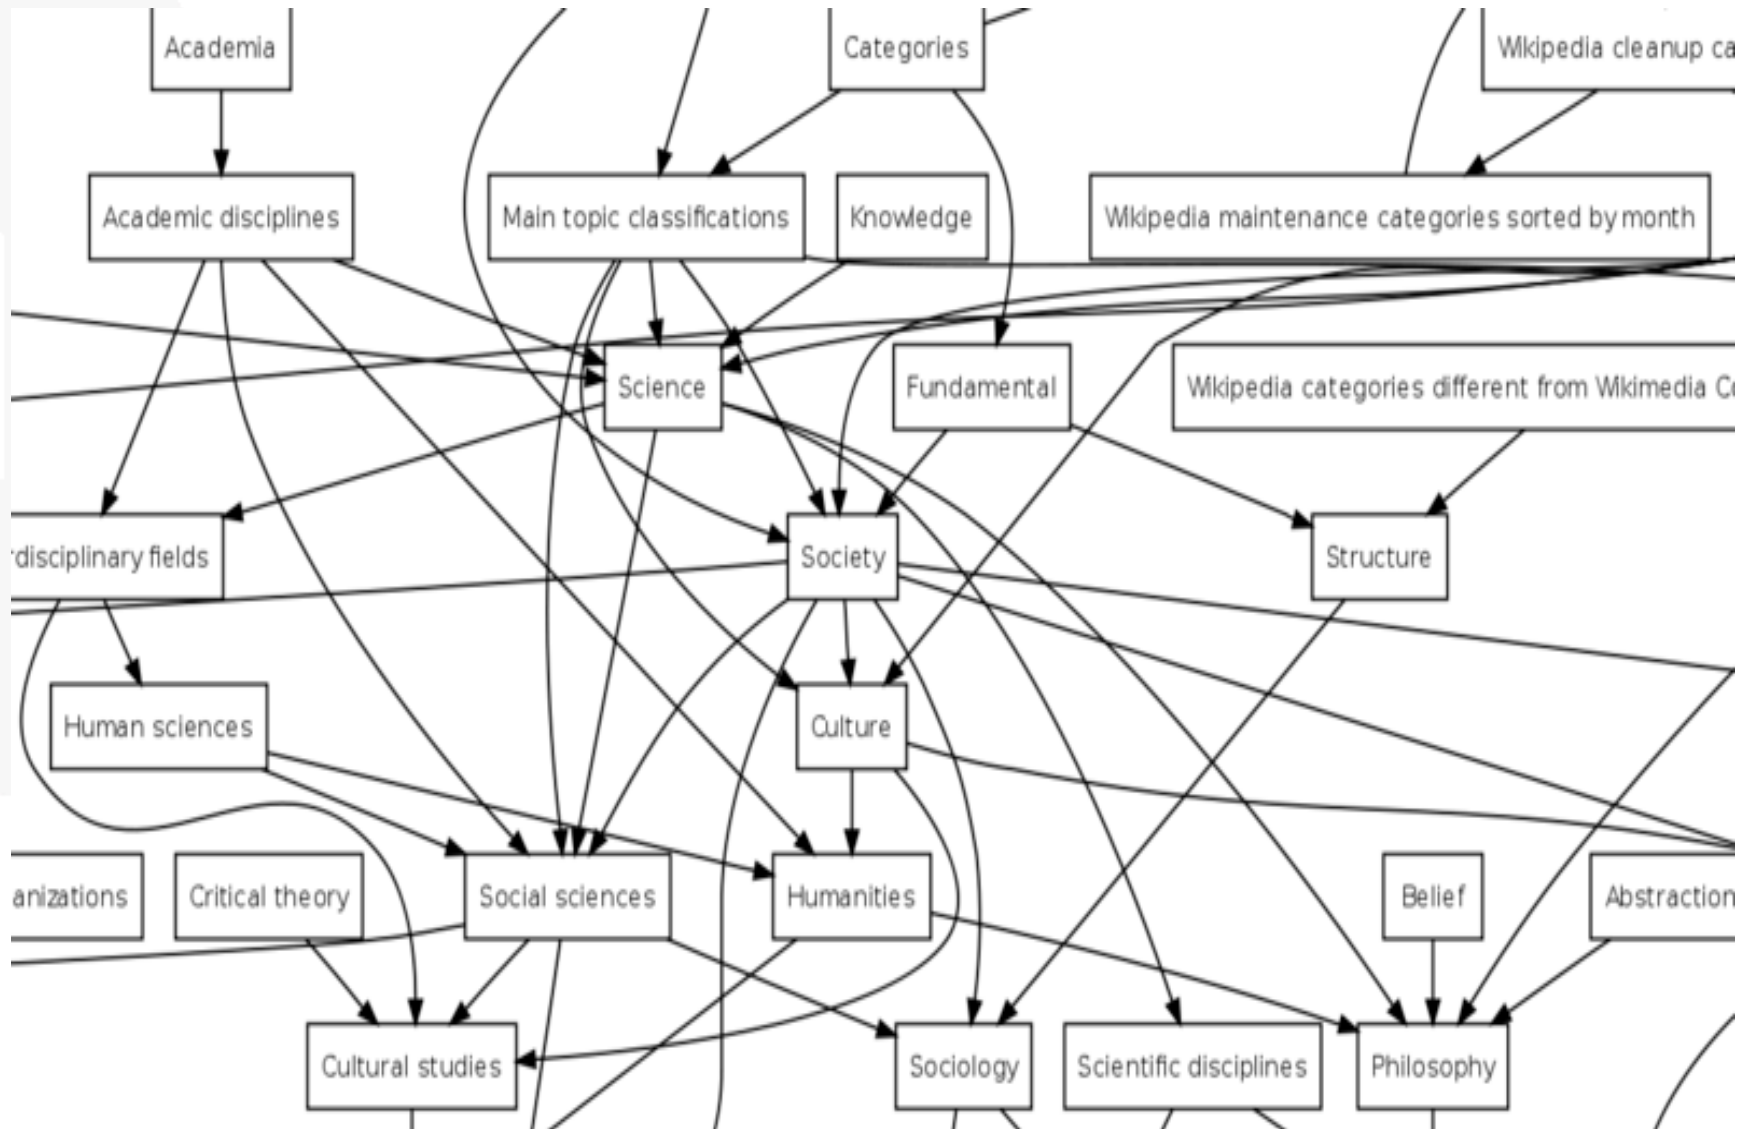 Academia
Categories
Wikipedia cleanup ca
Academic disciplines
Main topic classifications
Knowledge
Wikipedia maintenance categories sorted by month
Science
Fundamental
Wikipedia categories different from Wikimedia Co
rdisciplinary fields
Society
Structure
Human sciences
Culture
anizations
Critical theory
Social sciences
Humanities
Belief
Abstraction
Cultural studies
Sociology
Scientific disciplines
Philosophy